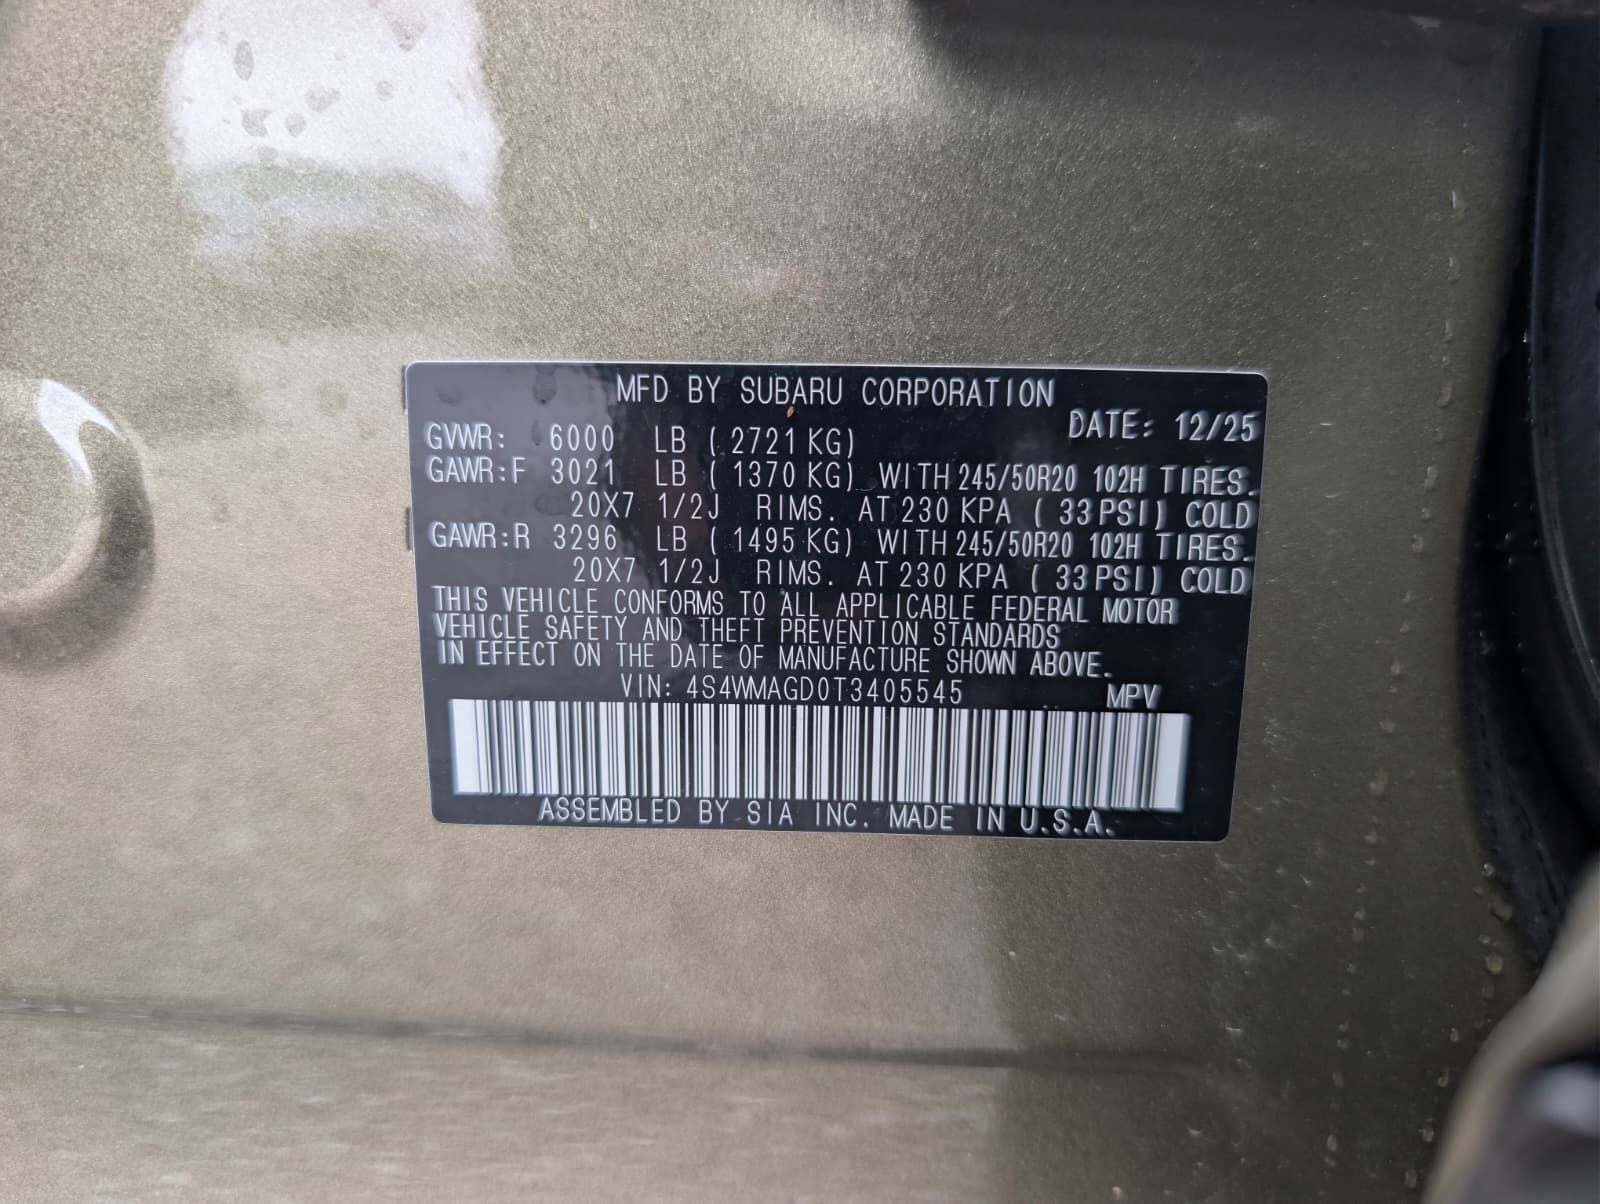 MFD BY SUBARU CORPORATION
DATE: 12/25
GVWR: 6000 LB ( 2721 KG)
GAWR:F 3021 LB ( 1370 KG) WITH 245/50R20 102H TIRES.
20X7 1/2J RIMS. AT 230 KPA ( 33 PSI) COLD
GAWR:R 3296 LB ( 1495 KG) WITH 245/50R20 102H TIRES.
20X7 1/2J RIMS. AT 230 KPA ( 33 PSI) COLD
THIS VEHICLE CONFORMS TO ALL APPLICABLE FEDERAL MOTOR
VEHICLE SAFETY AND THEFT PREVENTION STANDARDS
IN EFFECT ON THE DATE OF MANUFACTURE SHOWN ABOVE.
VIN: 4S4WMAGD0T3405545 MPV
ASSEMBLED BY SIA INC. MADE IN U.S.A.